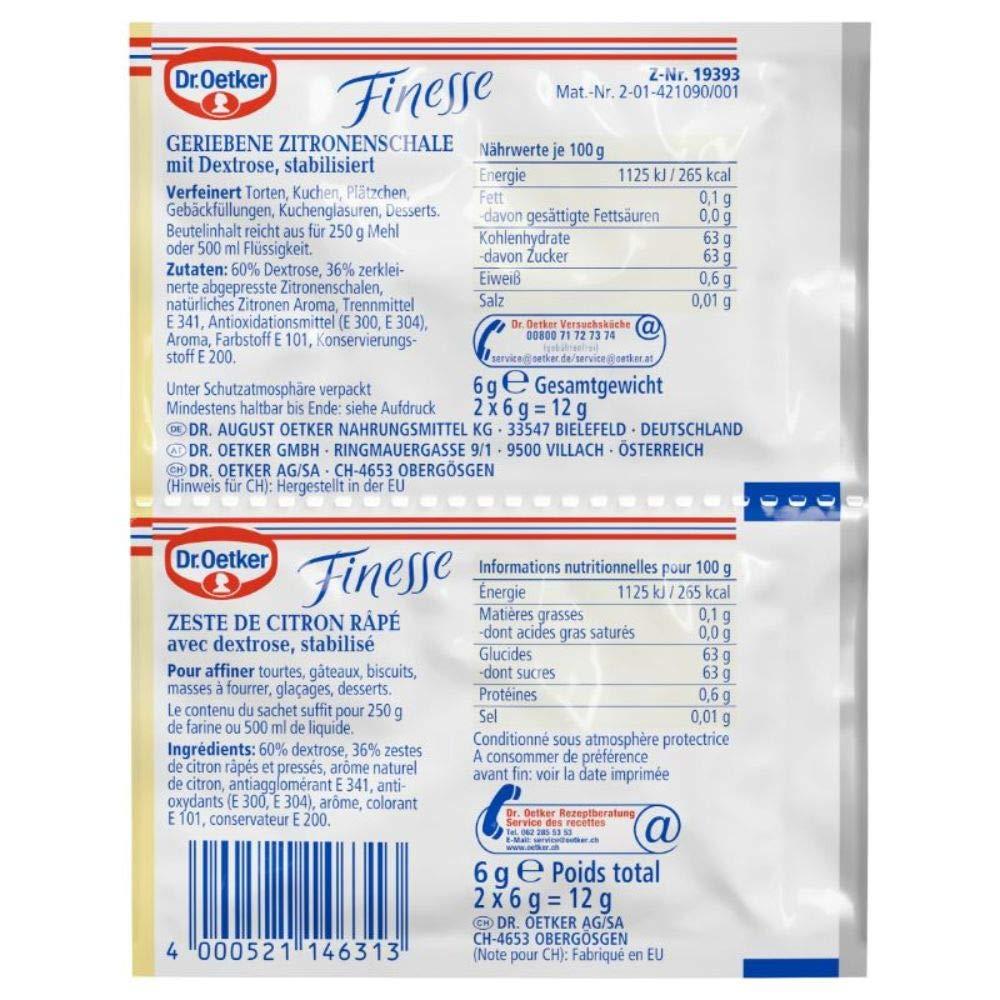 Dr.Oetker
Finesse
Z-Nr. 19393
Mat.-Nr. 2-01-421090/001
GERIEBENE ZITRONENSCHALE
mit Dextrose, stabilisiert
Verfeinert Torten, Kuchen, Plätzchen,
Gebäckfüllungen, Kuchenglasuren, Desserts.
Beutelinhalt reicht aus für 250 g Mehl
oder 500 ml Flüssigkeit.
Zutaten: 60% Dextrose, 36% zerklei-
nerte abgepresste Zitronenschalen,
natürliches Zitronen Aroma, Trennmittel
E 341, Antioxidationsmittel (E 300, E 304),
Aroma, Farbstoff E 101, Konservierungs-
stoff E 200.
Unter Schutzatmosphäre verpackt
Mindestens haltbar bis Ende: siehe Aufdruck
Nährwerte je 100 g
Energie 1125 kJ / 265 kcal
Fett 0,1 g
-davon gesättigte Fettsäuren 0,0 g
Kohlenhydrate 63 g
-davon Zucker 63 g
Eiweiß 0,6 g
Salz 0,01 g
Dr. Oetker Versuchsküche @
00800 71 72 73 74
(gebührenfrei)
service@oetker.de/service@oetker.at
6 g ℮ Gesamtgewicht
2 x 6 g = 12 g
DE DR. AUGUST OETKER NAHRUNGSMITTEL KG · 33547 BIELEFELD · DEUTSCHLAND
AT DR. OETKER GMBH · RINGMAUERGASSE 9/1 · 9500 VILLACH · ÖSTERREICH
CH DR. OETKER AG/SA · CH-4653 OBERGÖSGEN
(Hinweis für CH): Hergestellt in der EU
Dr.Oetker
Finesse
ZESTE DE CITRON RÂPÉ
avec dextrose, stabilisé
Pour affiner tourtes, gâteaux, biscuits,
masses à fourrer, glaçages, desserts.
Le contenu du sachet suffit pour 250 g
de farine ou 500 ml de liquide.
Ingrédients: 60% dextrose, 36% zestes
de citron râpés et pressés, arôme naturel
de citron, antiagglomérant E 341, anti-
oxydants (E 300, E 304), arôme, colorant
E 101, conservateur E 200.
4 000521 146313
Informations nutritionnelles pour 100 g
Énergie 1125 kJ / 265 kcal
Matières grasses 0,1 g
-dont acides gras saturés 0,0 g
Glucides 63 g
-dont sucres 63 g
Protéines 0,6 g
Sel 0,01 g
Conditionné sous atmosphère protectrice
A consommer de préférence
avant fin: voir la date imprimée
Dr. Oetker Rezeptberatung
Service des recettes @
Tel. 062 285 53 53
E-Mail: service@oetker.ch
www.oetker.ch
6 g ℮ Poids total
2 x 6 g = 12 g
CH DR. OETKER AG/SA
CH-4653 OBERGÖSGEN
(Note pour CH): Fabriqué en EU